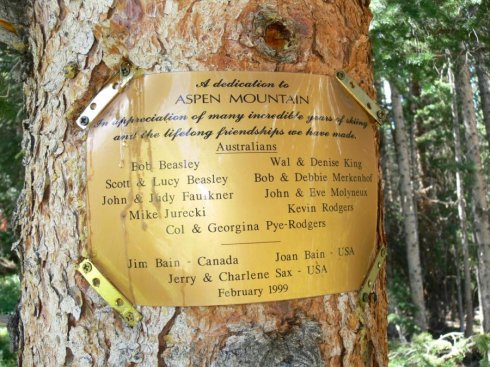 A dedication to
ASPEN MOUNTAIN
In appreciation of many incredible years of skiing
and the lifelong friendships we have made.
Australians
Bob Beasley Wal & Denise King
Scott & Lucy Beasley Bob & Debbie Merkenhof
John & Judy Faulkner John & Eve Molyneux
Mike Jurecki Kevin Rodgers
Col & Georgina Pye-Rodgers
Jim Bain - Canada Joan Bain - USA
Jerry & Charlene Sax - USA
February 1999